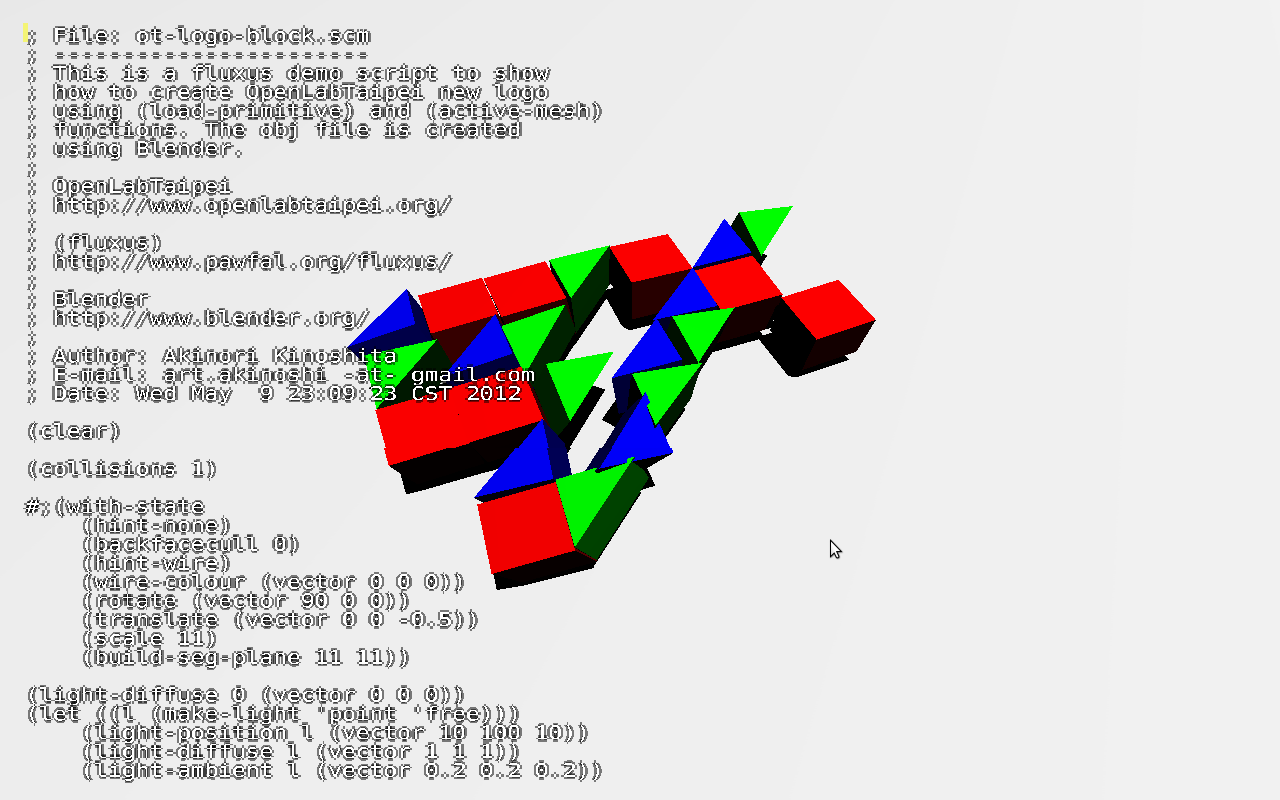 ; File: ot-logo-block.scm
; -----------------------
; This is a fluxus demo script to show
; how to create OpenLabTaipei new logo
; using (load-primitive) and (active-mesh)
; functions. The obj file is created
; using Blender.
;
; OpenLabTaipei
; http://www.openlabtaipei.org/
;
; (fluxus)
; http://www.pawfal.org/fluxus/
;
; Blender
; http://www.blender.org/
;
; Author: Akinori Kinoshita
; E-mail: art.akinoshi -at- gmail.com
; Date: Wed May  9 23:09:23 CST 2012
(clear)
(collisions 1)
#;(with-state
    (hint-none)
    (backfacecull 0)
    (hint-wire)
    (wire-colour (vector 0 0 0))
    (rotate (vector 90 0 0))
    (translate (vector 0 0 -0.5))
    (scale 11)
    (build-seg-plane 11 11))
(light-diffuse 0 (vector 0 0 0))
(let ((l (make-light 'point 'free)))
    (light-position l (vector 10 100 10))
    (light-diffuse l (vector 1 1 1))
    (light-ambient l (vector 0.2 0.2 0.2))